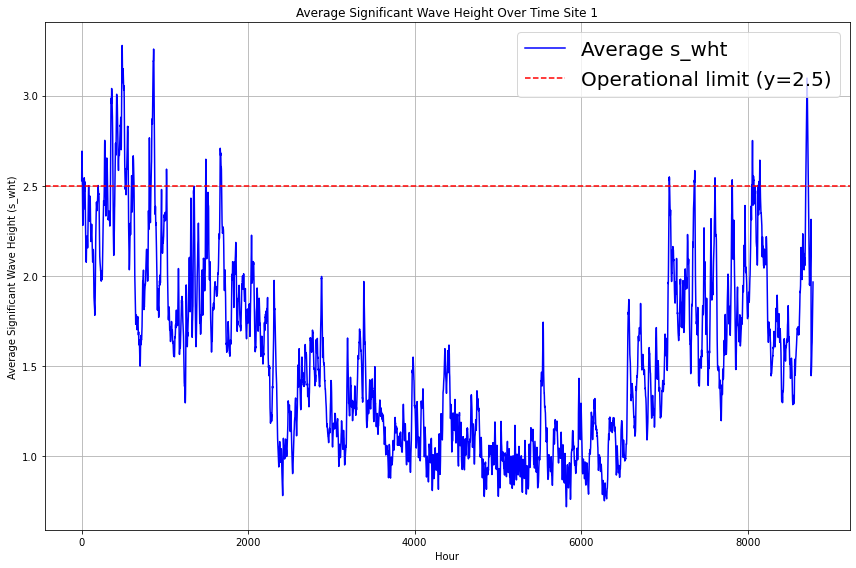 Average Significant Wave Height Over Time Site 1
Average s_wht
Operational limit (y=2.5)
Average Significant Wave Height (s_wht)
3.0
2.5
2.0
1.5
1.0
0
2000
4000
6000
8000
Hour